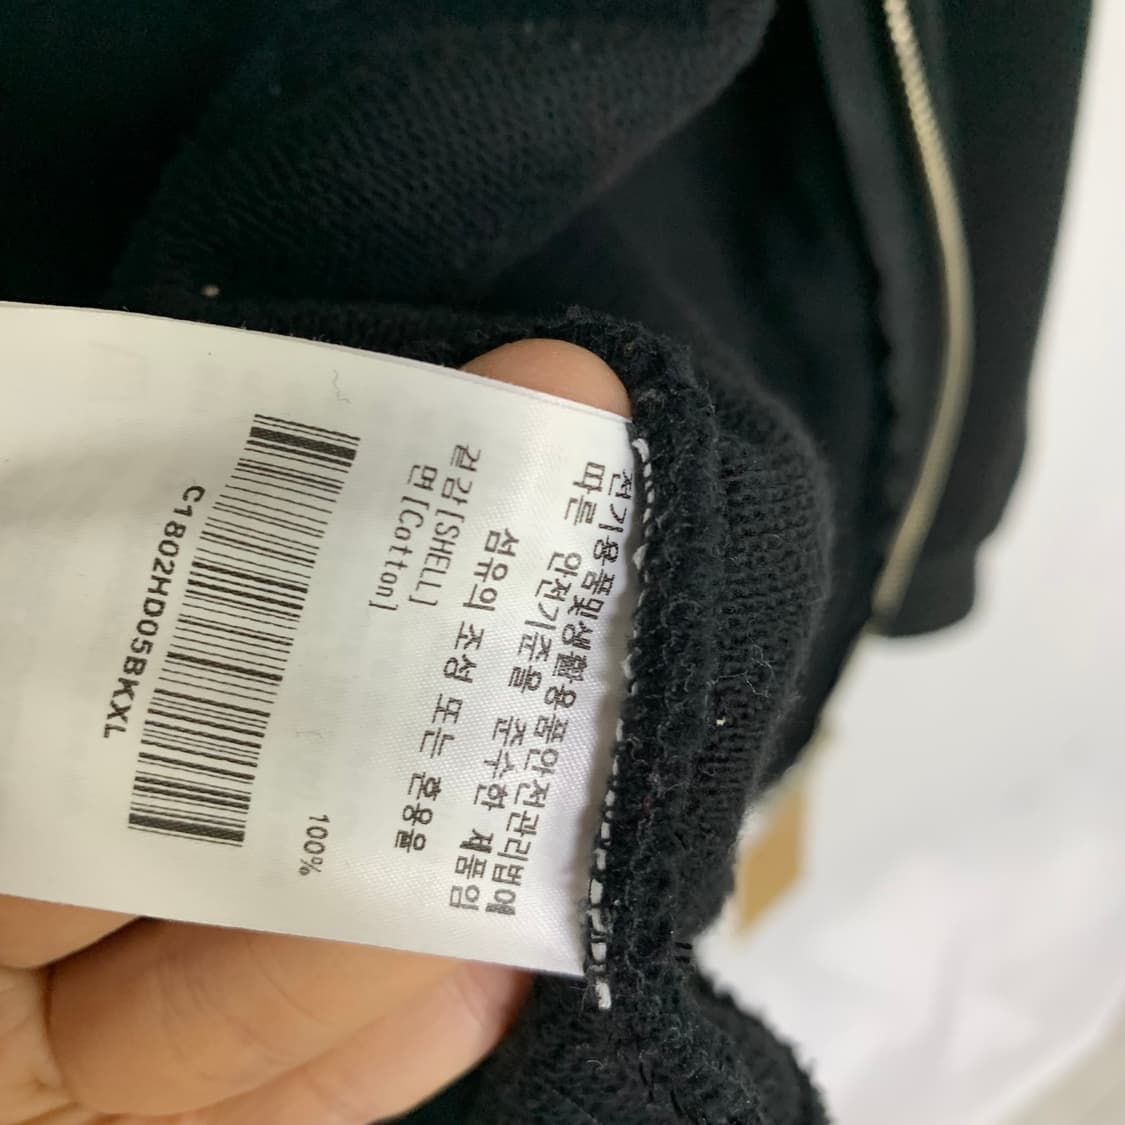 전기용품및생활용품안전관리법에
따른 안전기준을 준수한 제품임
섬유의 조성 또는 혼용율
겉감[SHELL]
면[Cotton]
100%
C1802HD05BKXL